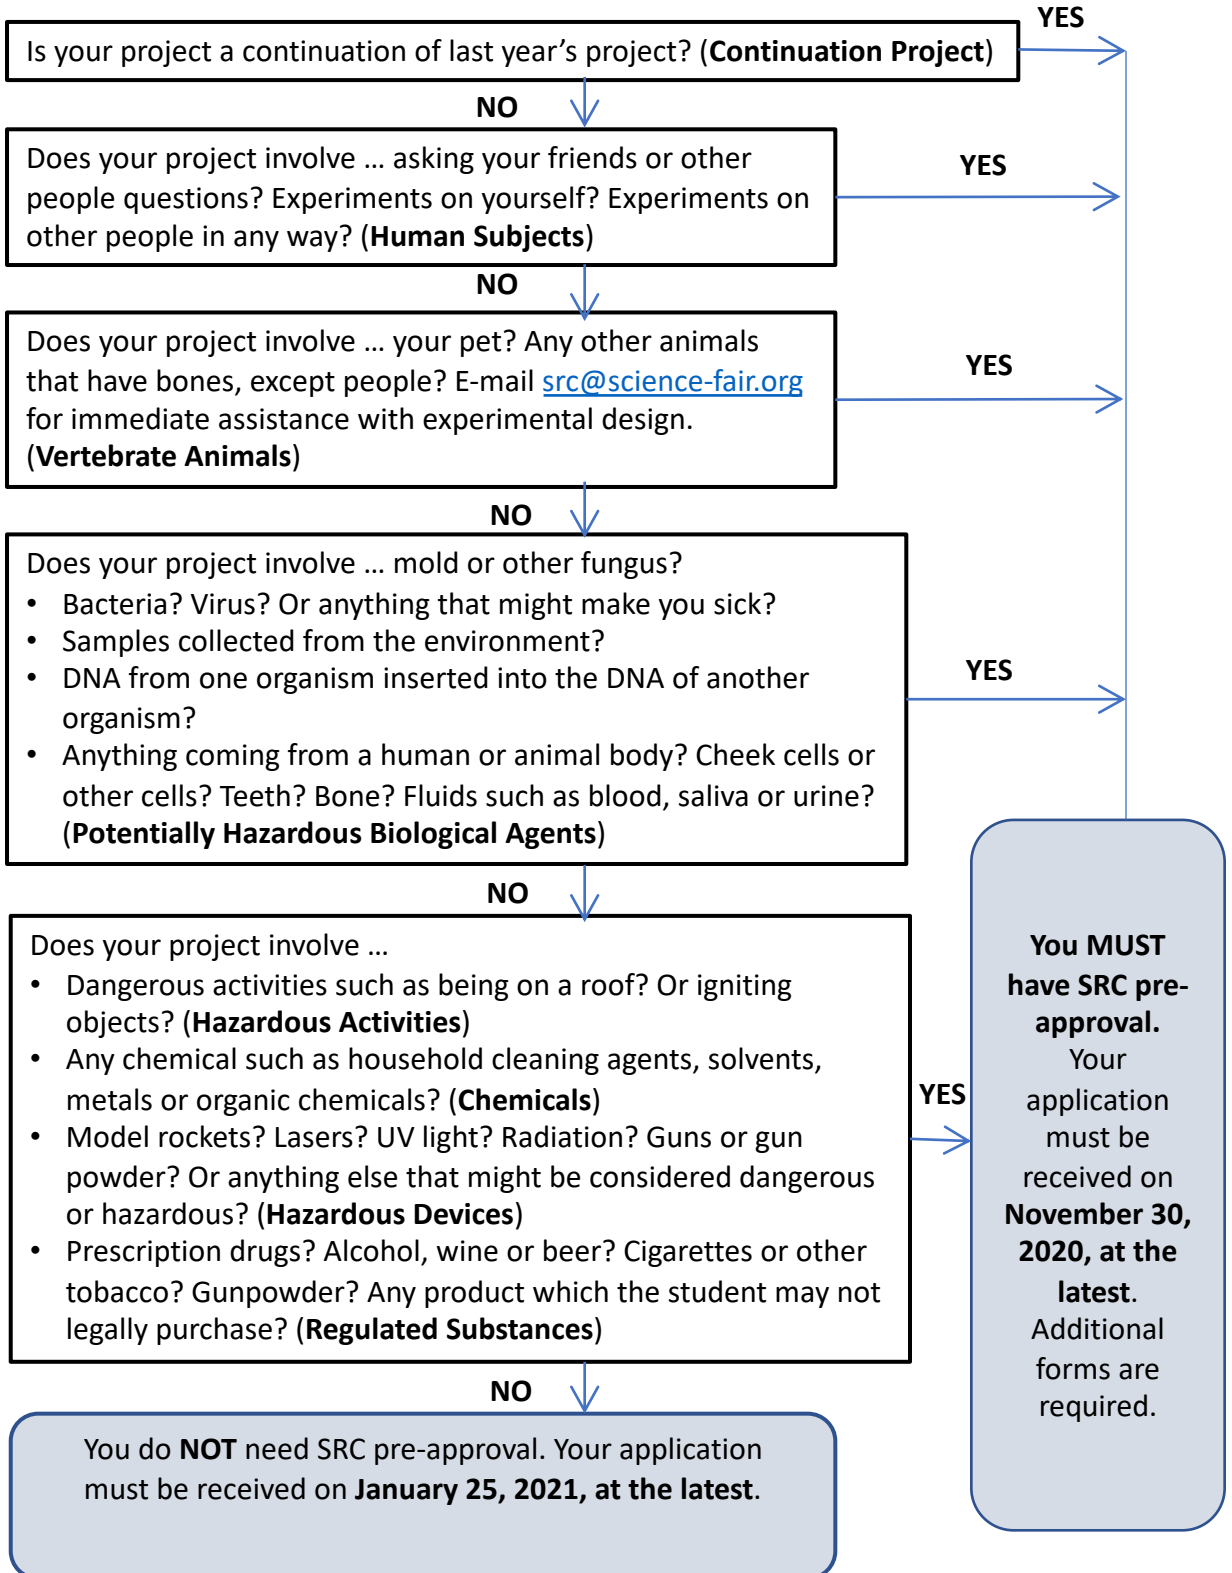 YES
Is your project a continuation of last year’s project? (Continuation Project)
NO
Does your project involve … asking your friends or other
people questions? Experiments on yourself? Experiments on
other people in any way? (Human Subjects)
YES
NO
Does your project involve … your pet? Any other animals
that have bones, except people? E-mail src@science-fair.org
for immediate assistance with experimental design.
(Vertebrate Animals)
YES
NO
Does your project involve … mold or other fungus?
• Bacteria? Virus? Or anything that might make you sick?
• Samples collected from the environment?
• DNA from one organism inserted into the DNA of another
organism?
• Anything coming from a human or animal body? Cheek cells or
other cells? Teeth? Bone? Fluids such as blood, saliva or urine?
(Potentially Hazardous Biological Agents)
YES
NO
Does your project involve …
• Dangerous activities such as being on a roof? Or igniting
objects? (Hazardous Activities)
• Any chemical such as household cleaning agents, solvents,
metals or organic chemicals? (Chemicals)
• Model rockets? Lasers? UV light? Radiation? Guns or gun
powder? Or anything else that might be considered dangerous
or hazardous? (Hazardous Devices)
• Prescription drugs? Alcohol, wine or beer? Cigarettes or other
tobacco? Gunpowder? Any product which the student may not
legally purchase? (Regulated Substances)
YES
You MUST
have SRC pre-
approval.
Your
application
must be
received on
November 30,
2020, at the
latest.
Additional
forms are
required.
NO
You do NOT need SRC pre-approval. Your application
must be received on January 25, 2021, at the latest.